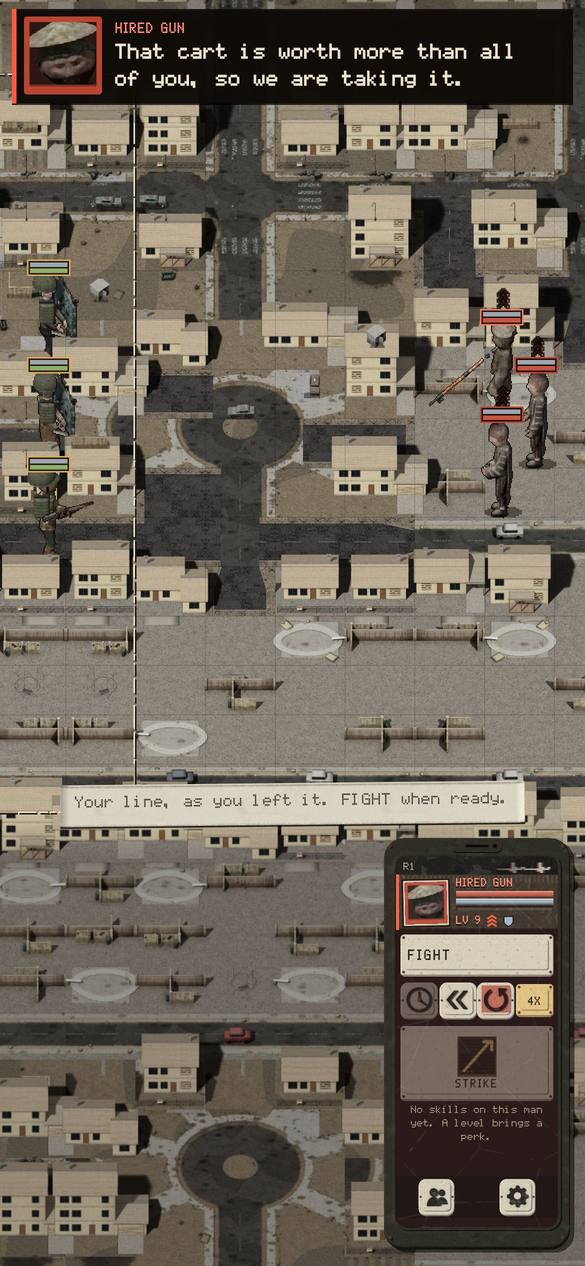 HIRED GUN
That cart is worth more than all
of you, so we are taking it.
Your line, as you left it. FIGHT when ready.
R1
HIRED GUN
LV 9
FIGHT
4X
STRIKE
No skills on this man
yet. A level brings a
perk.